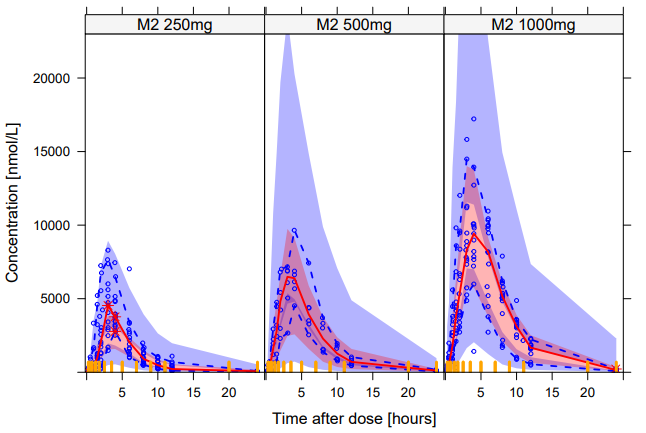 M2 250mg M2 500mg M2 1000mg
20000
15000
10000
5000
Concentration [nmol/L]
5 10 15 20 5 10 15 20 5 10 15 20
Time after dose [hours]